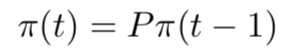 π(t) = Pπ(t − 1)